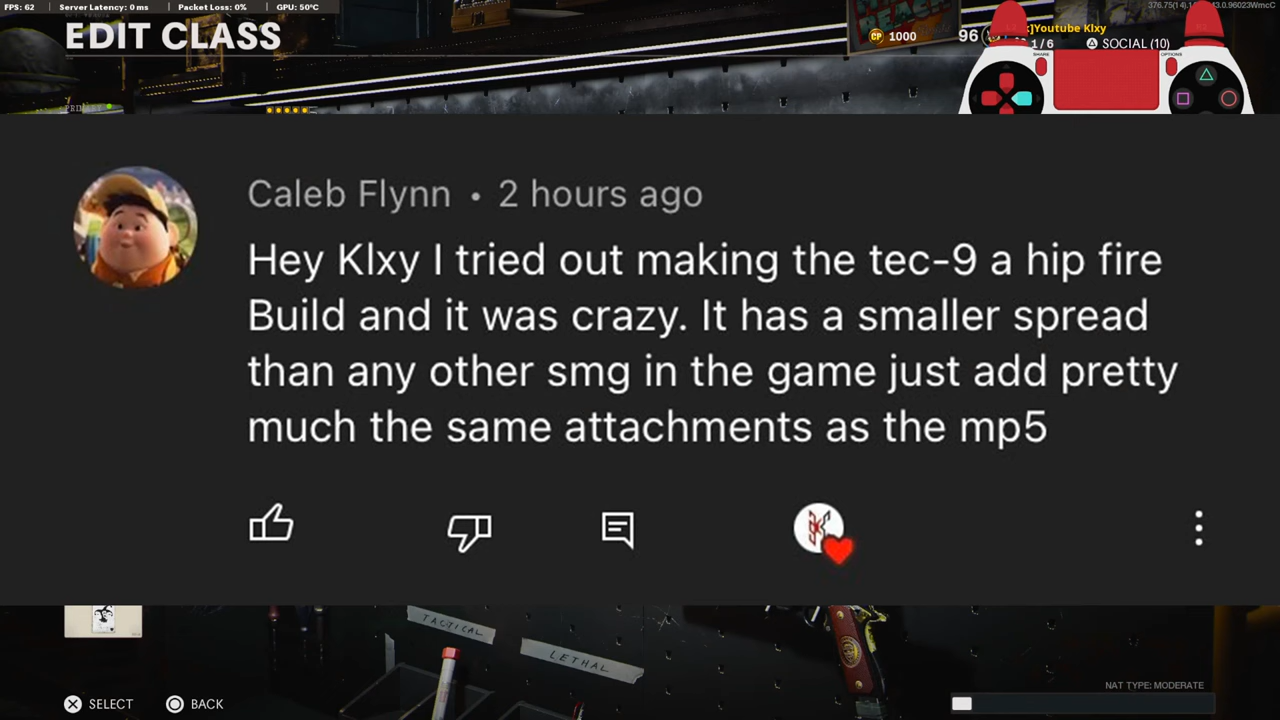 FPS: 62 | Server Latency: 0 ms | Packet Loss: 0% | GPU: 50°C
EDIT CLASS
CP 1000
96
]Youtube Klxy
1/6
SOCIAL (10)
SHARE
OPTIONS
Caleb Flynn • 2 hours ago
Hey Klxy I tried out making the tec-9 a hip fire
Build and it was crazy. It has a smaller spread
than any other smg in the game just add pretty
much the same attachments as the mp5
TACTICAL
LETHAL
NAT TYPE: MODERATE
SELECT
BACK